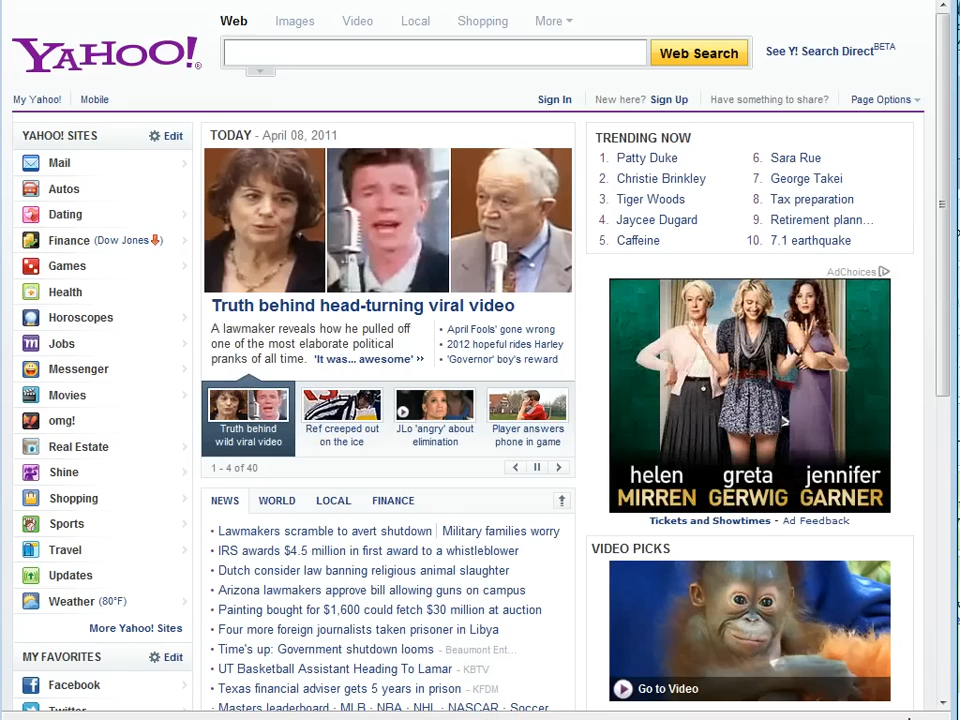 Web Images Video Local Shopping More
YAHOO!®
Web Search
See Y! Search Direct BETA
My Yahoo! Mobile
Sign In New here? Sign Up Have something to share? Page Options
YAHOO! SITES Edit
Mail
Autos
Dating
Finance (Dow Jones)
Games
Health
Horoscopes
Jobs
Messenger
Movies
omg!
Real Estate
Shine
Shopping
Sports
Travel
Updates
Weather (80°F)
More Yahoo! Sites
MY FAVORITES Edit
Facebook
Twitter
TODAY - April 08, 2011
Truth behind head-turning viral video
A lawmaker reveals how he pulled off
one of the most elaborate political
pranks of all time. 'It was... awesome' ››
• April Fools' gone wrong
• 2012 hopeful rides Harley
• 'Governor' boy's reward
Truth behind
wild viral video
Ref creeped out
on the ice
JLo 'angry' about
elimination
Player answers
phone in game
1 - 4 of 40
NEWS WORLD LOCAL FINANCE
• Lawmakers scramble to avert shutdown | Military families worry
• IRS awards $4.5 million in first award to a whistleblower
• Dutch consider law banning religious animal slaughter
• Arizona lawmakers approve bill allowing guns on campus
• Painting bought for $1,600 could fetch $30 million at auction
• Four more foreign journalists taken prisoner in Libya
• Time's up: Government shutdown looms - Beaumont Ent...
• UT Basketball Assistant Heading To Lamar - KBTV
• Texas financial adviser gets 5 years in prison - KFDM
• Masters leaderboard · MLB · NBA · NHL · NASCAR · Soccer
TRENDING NOW
1. Patty Duke
2. Christie Brinkley
3. Tiger Woods
4. Jaycee Dugard
5. Caffeine
6. Sara Rue
7. George Takei
8. Tax preparation
9. Retirement plann...
10. 7.1 earthquake
AdChoices
helen greta jennifer
MIRREN GERWIG GARNER
Tickets and Showtimes - Ad Feedback
VIDEO PICKS
Go to Video